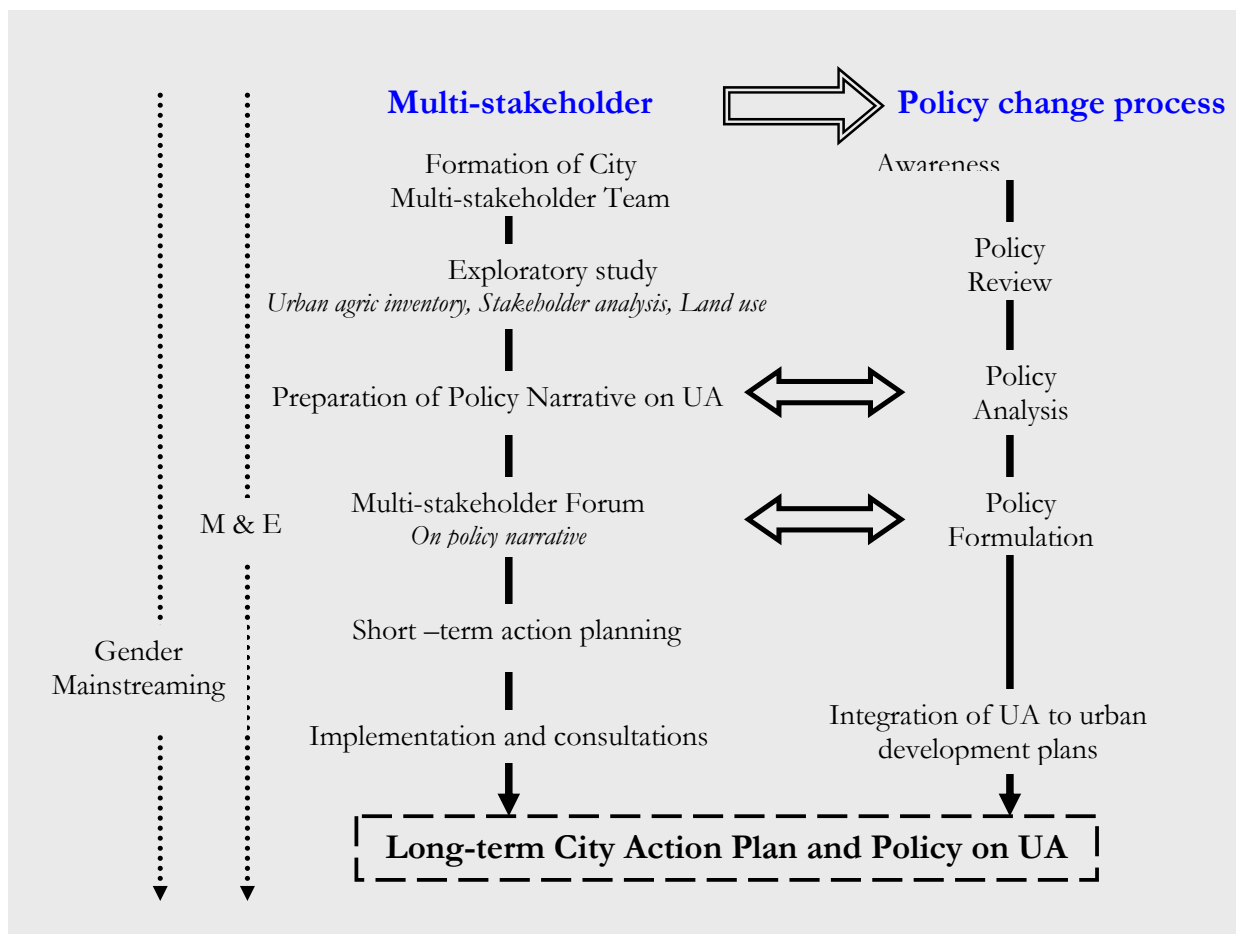 Multi-stakeholder
Policy change process
Formation of City
Multi-stakeholder Team
Awareness
Exploratory study
Urban agric inventory, Stakeholder analysis, Land use
Policy
Review
Preparation of Policy Narrative on UA
Policy
Analysis
Multi-stakeholder Forum
On policy narrative
Policy
Formulation
M & E
Short –term action planning
Gender
Mainstreaming
Implementation and consultations
Integration of UA to urban
development plans
Long-term City Action Plan and Policy on UA